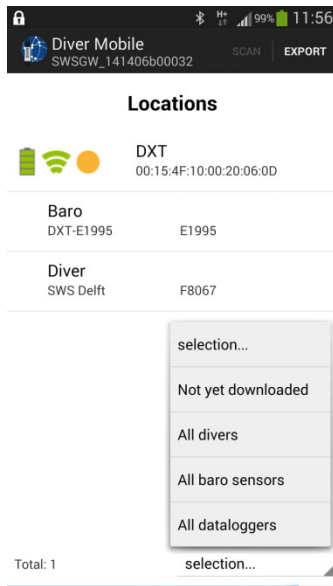 H+
99% 11:56
Diver Mobile
SWSGW_141406b00032
SCAN EXPORT
Locations
DXT
00:15:4F:10:00:20:06:0D
Baro
DXT-E1995 E1995
Diver
SWS Delft F8067
selection...
Not yet downloaded
All divers
All baro sensors
All dataloggers
Total: 1 selection...